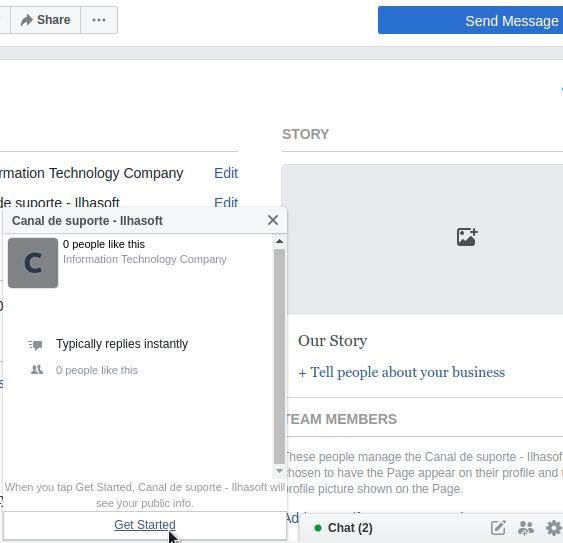 Share
Send Message
STORY
rmation Technology Company Edit
de suporte - Ilhasoft Edit
Canal de suporte - Ilhasoft
0 people like this
Information Technology Company
C
Typically replies instantly
0 people like this
When you tap Get Started, Canal de suporte - Ilhasoft will
see your public info.
Get Started
Our Story
+ Tell people about your business
TEAM MEMBERS
These people manage the Canal de suporte - Ilhasof
chosen to have the Page appear on their profile and
profile picture shown on the Page.
Chat (2)